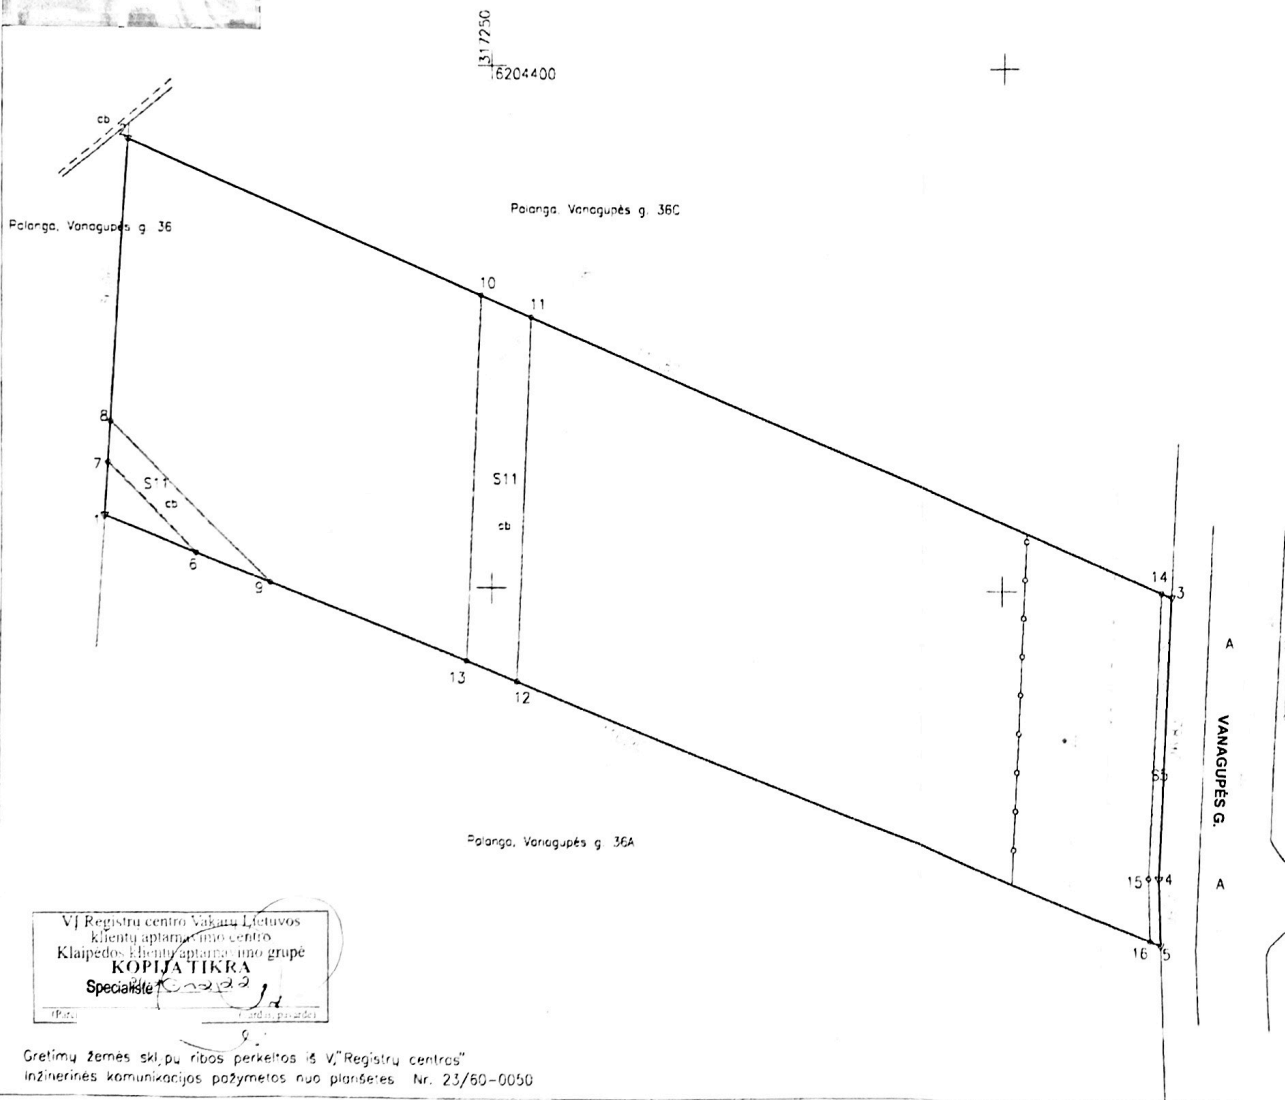 317250
6204400
cb
2
Palanga, Vanagupės g. 36C
Palanga, Vanagupės g. 36
10
11
8
7
S11
cb
S11
cb
1
6
9
13
12
14
3
A
VANAGUPĖS G.
S3
Palanga, Vanagupės g. 36A
15
4
A
16
5
VĮ Registrų centro Vakarų Lietuvos
klientų aptarnavimo centro
Klaipėdos klientų aptarnavimo grupė
KOPIJA TIKRA
Specialistė
Gretimų žemės sklypų ribos perkeltos iš VĮ "Registrų centras"
Inžinerinės komunikacijos pažymėtos nuo planšetės Nr. 23/60-0050